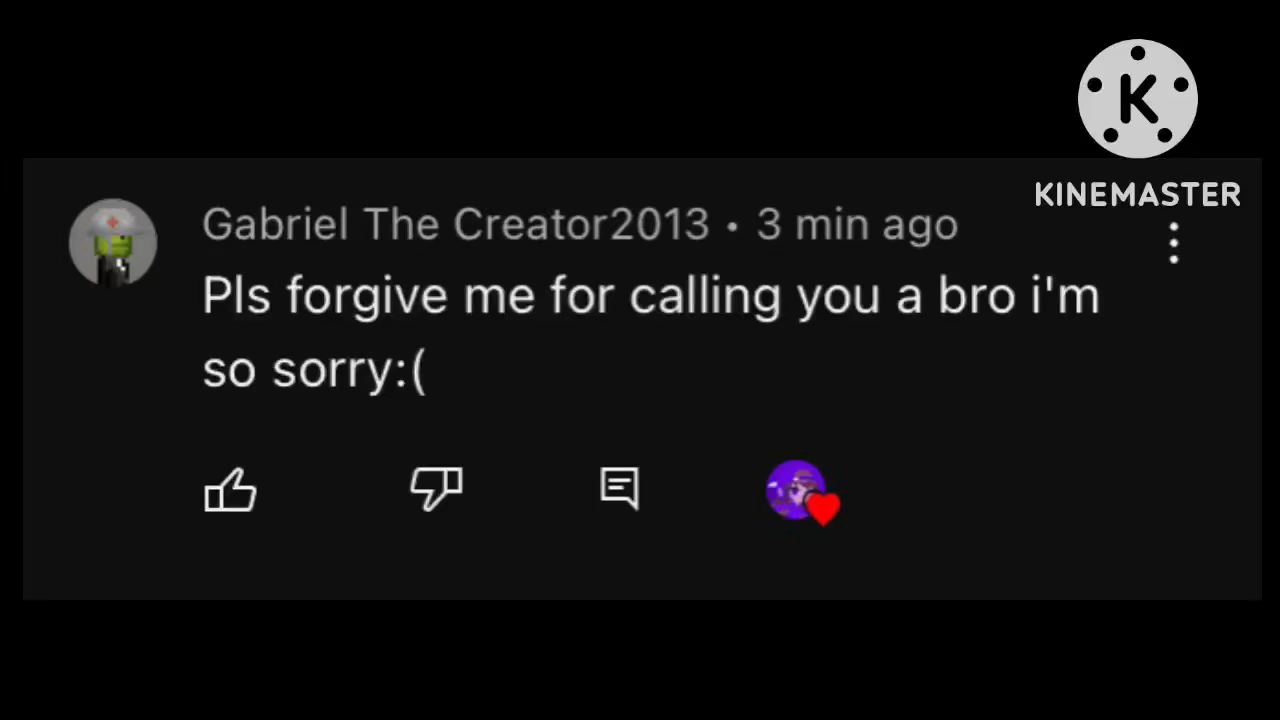 K
KINEMASTER
Gabriel The Creator2013 • 3 min ago
Pls forgive me for calling you a bro i'm
so sorry:(